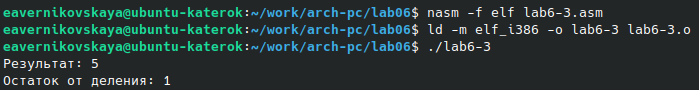 eavernikovskaya@ubuntu-katerok:~/work/arch-pc/lab06$ nasm -f elf lab6-3.asm
eavernikovskaya@ubuntu-katerok:~/work/arch-pc/lab06$ ld -m elf_i386 -o lab6-3 lab6-3.o
eavernikovskaya@ubuntu-katerok:~/work/arch-pc/lab06$ ./lab6-3
Результат: 5
Остаток от деления: 1